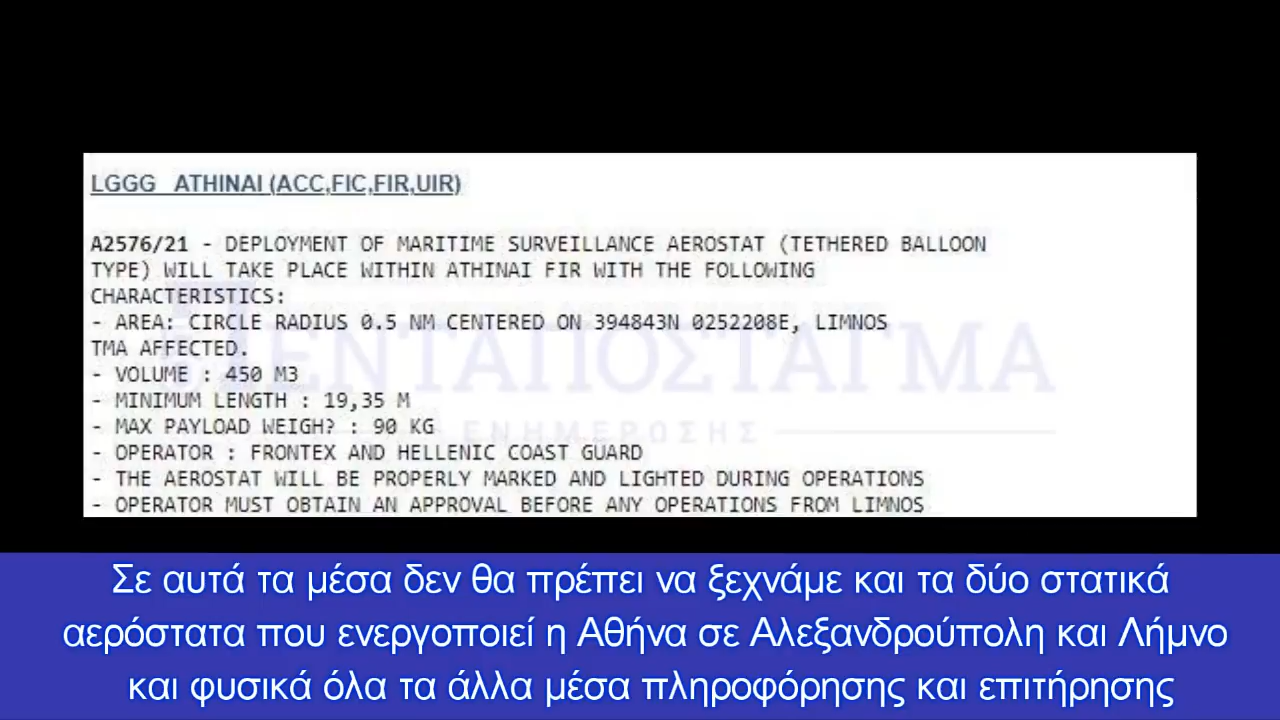 LGGG ATHINAI (ACC,FIC,FIR,UIR)
A2576/21 - DEPLOYMENT OF MARITIME SURVEILLANCE AEROSTAT (TETHERED BALLOON
TYPE) WILL TAKE PLACE WITHIN ATHINAI FIR WITH THE FOLLOWING
CHARACTERISTICS:
- AREA: CIRCLE RADIUS 0.5 NM CENTERED ON 394843N 0252208E, LIMNOS
TMA AFFECTED.
- VOLUME : 450 M3
- MINIMUM LENGTH : 19,35 M
- MAX PAYLOAD WEIGH? : 90 KG
- OPERATOR : FRONTEX AND HELLENIC COAST GUARD
- THE AEROSTAT WILL BE PROPERLY MARKED AND LIGHTED DURING OPERATIONS
- OPERATOR MUST OBTAIN AN APPROVAL BEFORE ANY OPERATIONS FROM LIMNOS
ΠΕΝΤΑΠΟΣΤΑΓΜΑ
ΕΝΗΜΕΡΩΣΗΣ
Σε αυτά τα μέσα δεν θα πρέπει να ξεχνάμε και τα δύο στατικά
αερόστατα που ενεργοποιεί η Αθήνα σε Αλεξανδρούπολη και Λήμνο
και φυσικά όλα τα άλλα μέσα πληροφόρησης και επιτήρησης